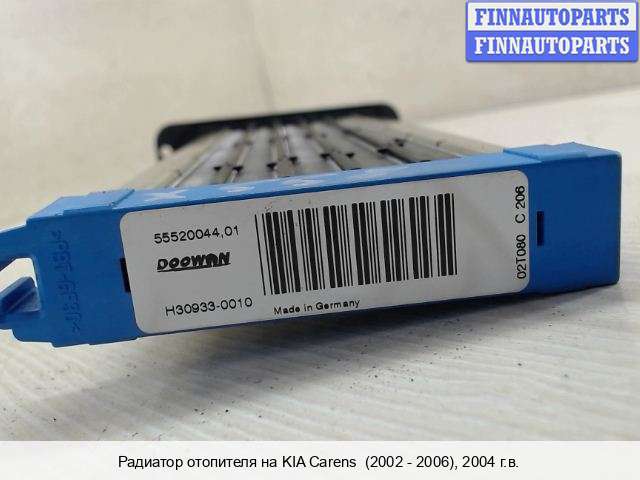 FINNAUTOPARTS
FINNAUTOPARTS
55520044,01
DOOWON
H30933-0010
Made in Germany
02T080 C 206
Радиатор отопителя на KIA Carens (2002 - 2006), 2004 г.в.